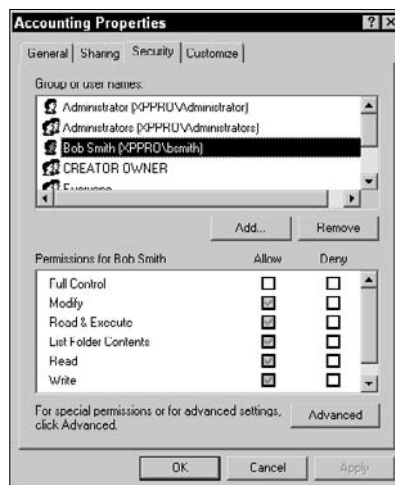 Accounting Properties
General Sharing Security Customize
Group or user names:
Administrator (XPPRO\Administrator)
Administrators (XPPRO\Administrators)
Bob Smith (XPPRO\bsmith)
CREATOR OWNER
Everyone
Add... Remove
Permissions for Bob Smith Allow Deny
Full Control
Modify
Read & Execute
List Folder Contents
Read
Write
For special permissions or for advanced settings,
click Advanced.
Advanced
OK Cancel Apply